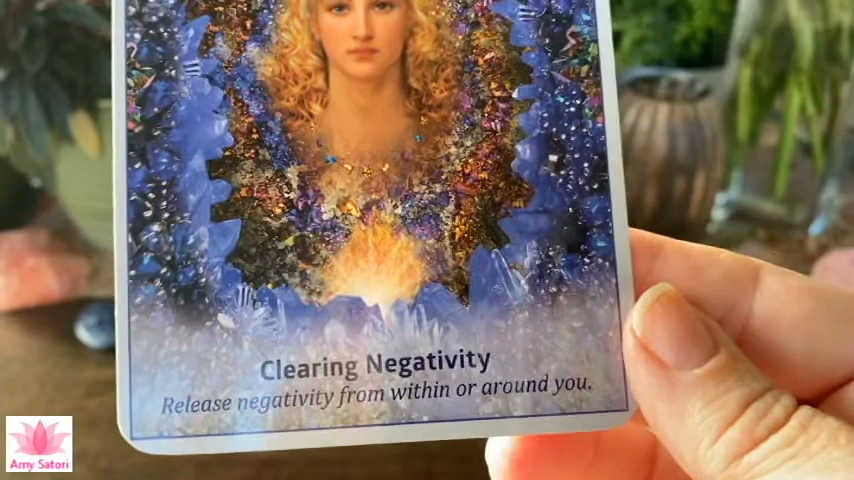 Clearing Negativity
Release negativity from within or around you.
Amy Satori